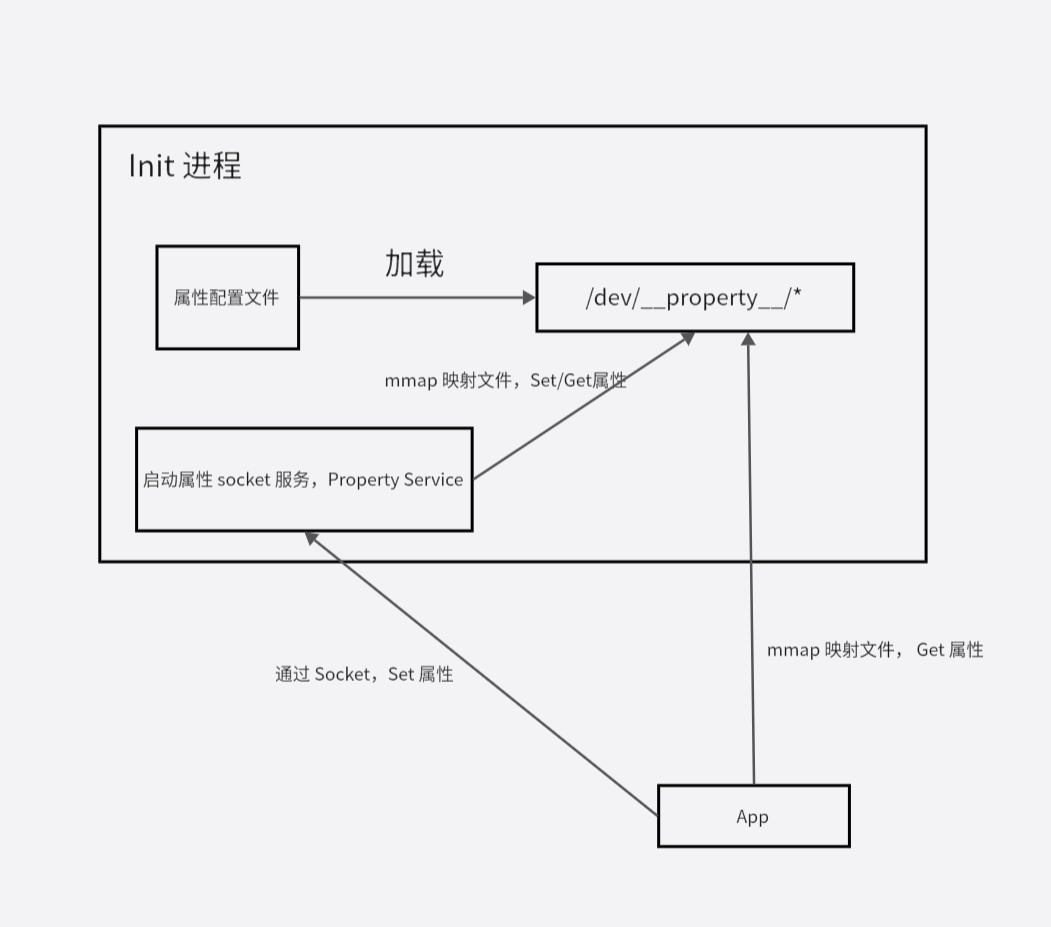 Init 进程
加载
属性配置文件
/dev/__property__/*
mmap 映射文件，Set/Get属性
启动属性 socket 服务，Property Service
mmap 映射文件， Get 属性
通过 Socket，Set 属性
App